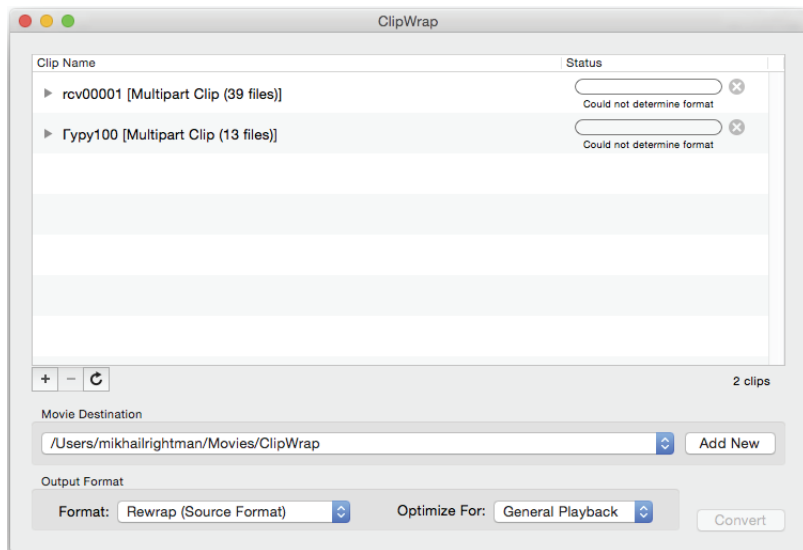 ClipWrap
Clip Name Status
rcv00001 [Multipart Clip (39 files)]
Could not determine format
Гуру100 [Multipart Clip (13 files)]
Could not determine format
2 clips
Movie Destination
/Users/mikhailrightman/Movies/ClipWrap Add New
Output Format
Format: Rewrap (Source Format) Optimize For: General Playback
Convert